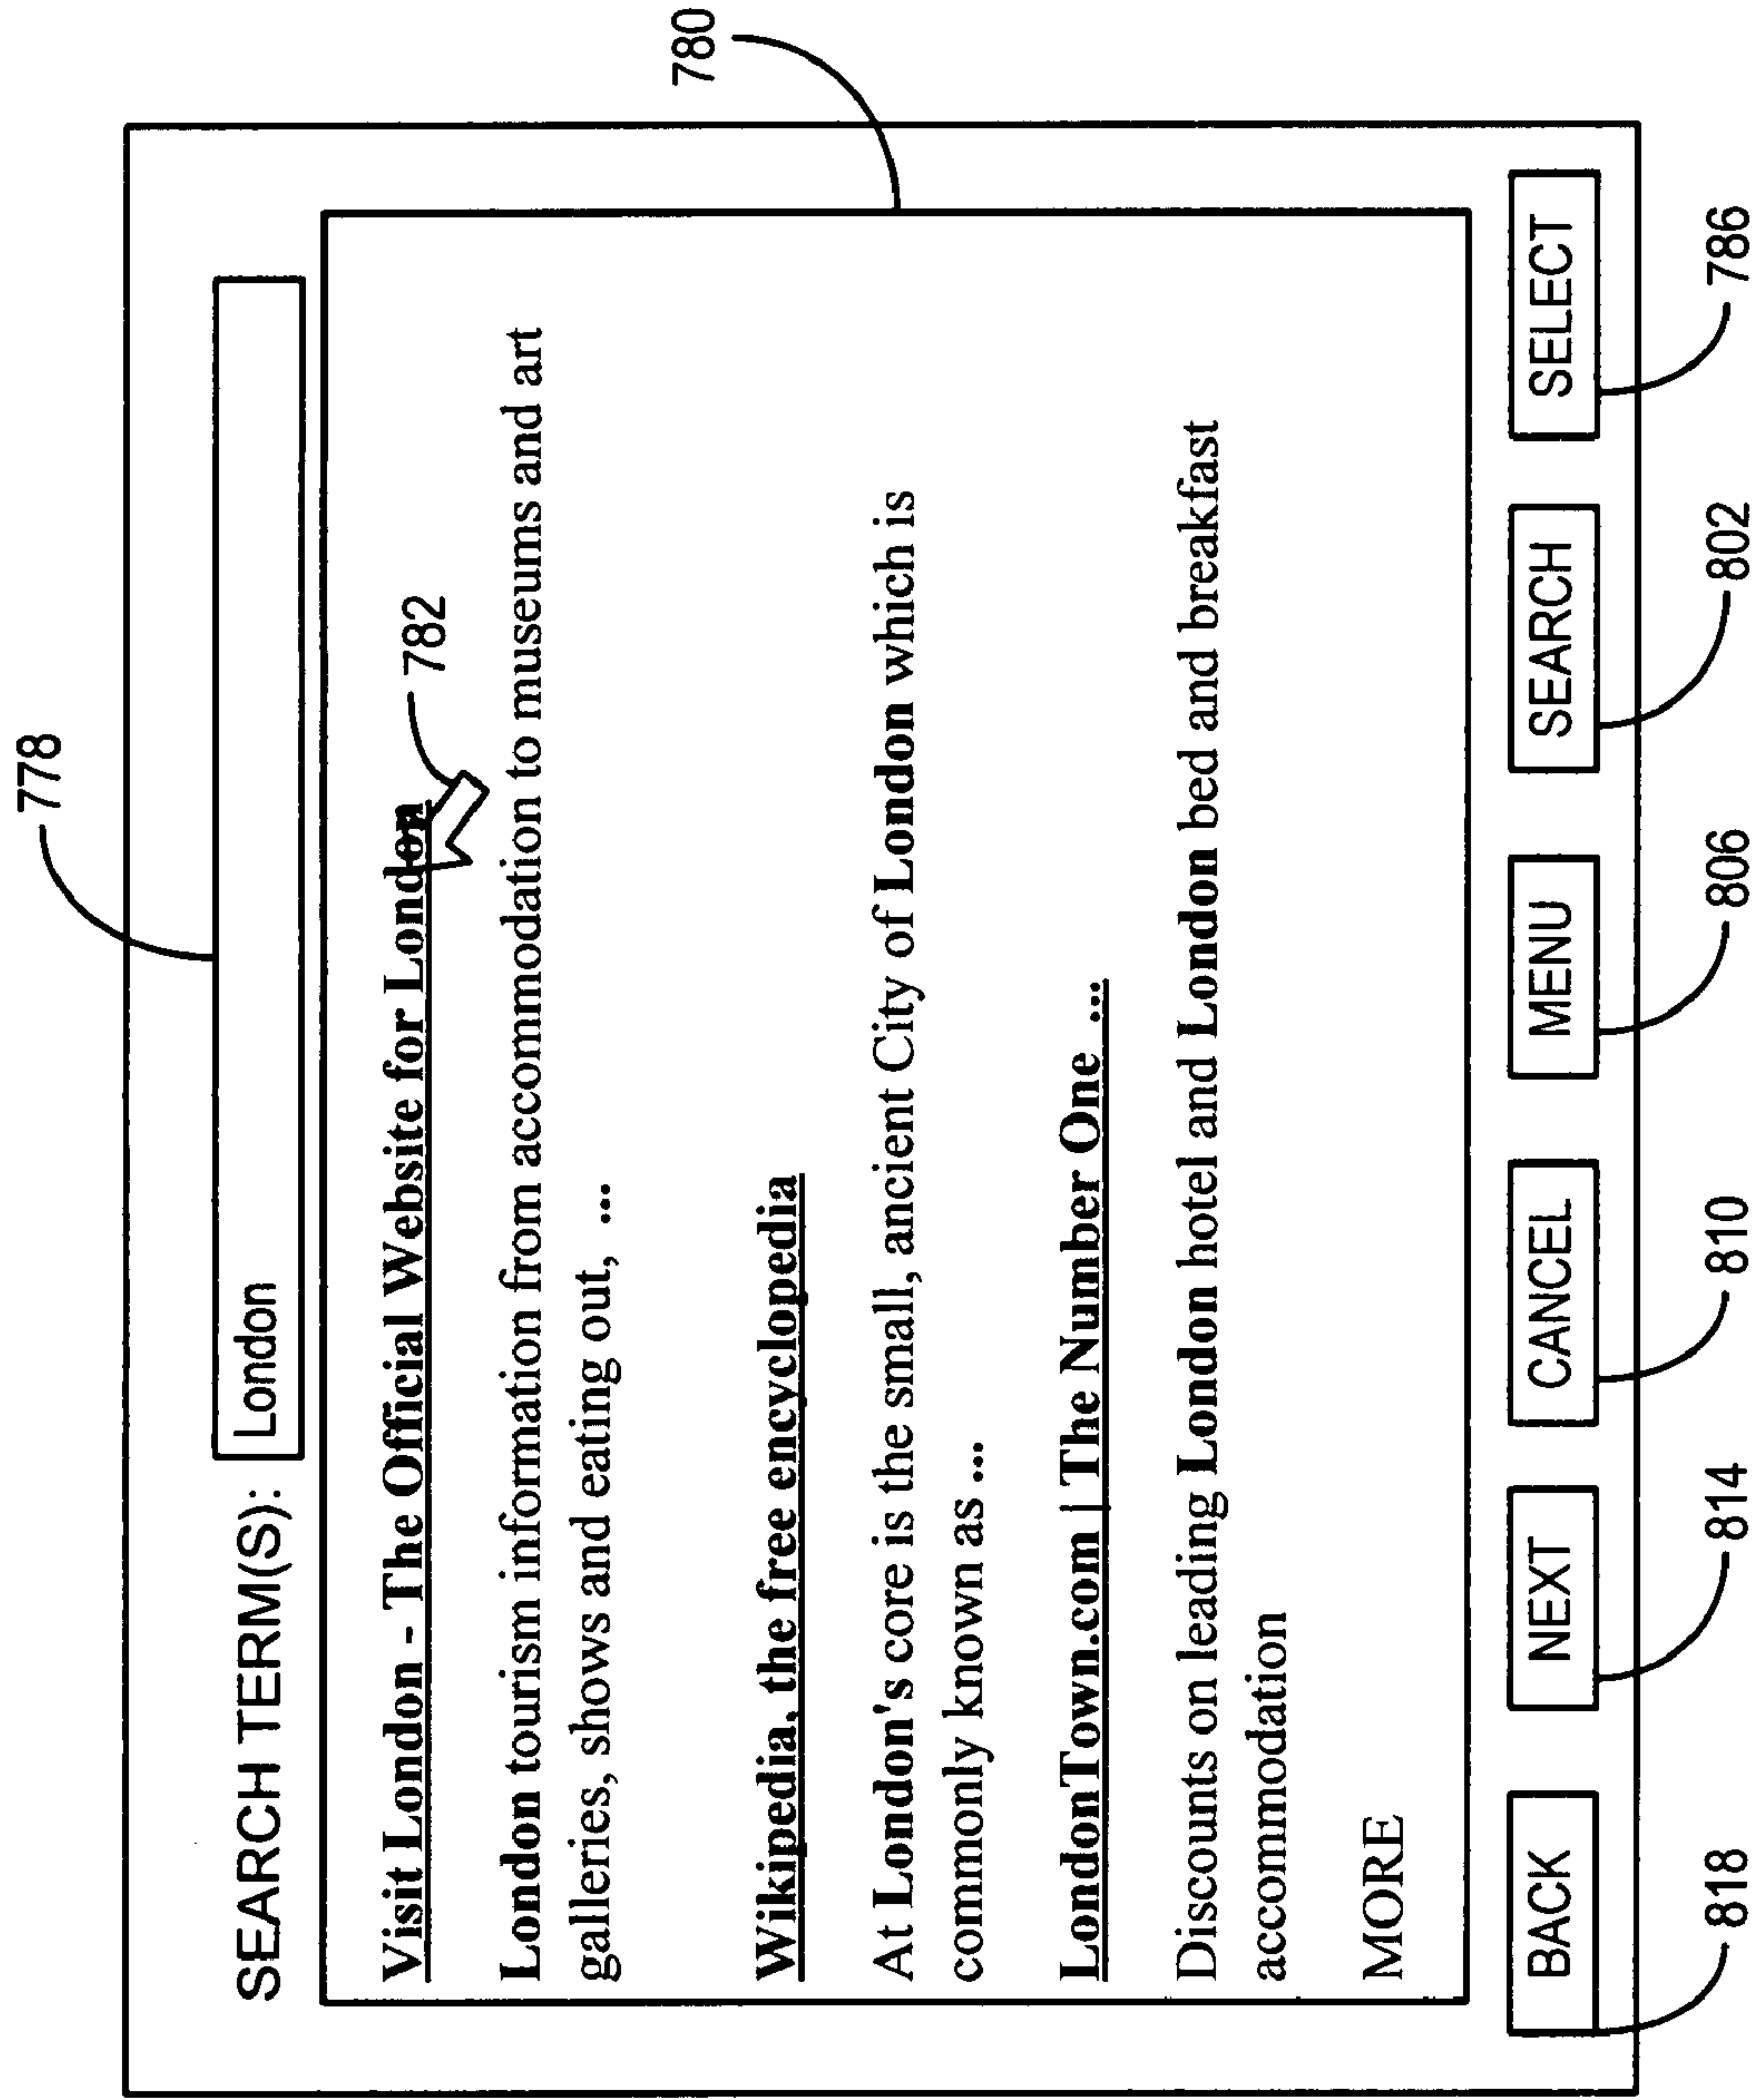 778
SEARCH TERM(S): London
780
Visit London - The Official Website for London
782
London tourism information from accommodation to museums and art
galleries, shows and eating out, ...
Wikipedia, the free encyclopedia
At London's core is the small, ancient City of London which is
commonly known as ...
LondonTown.com | The Number One ...
Discounts on leading London hotel and London bed and breakfast
accommodation
MORE
BACK NEXT CANCEL MENU SEARCH SELECT
818 814 810 806 802 786